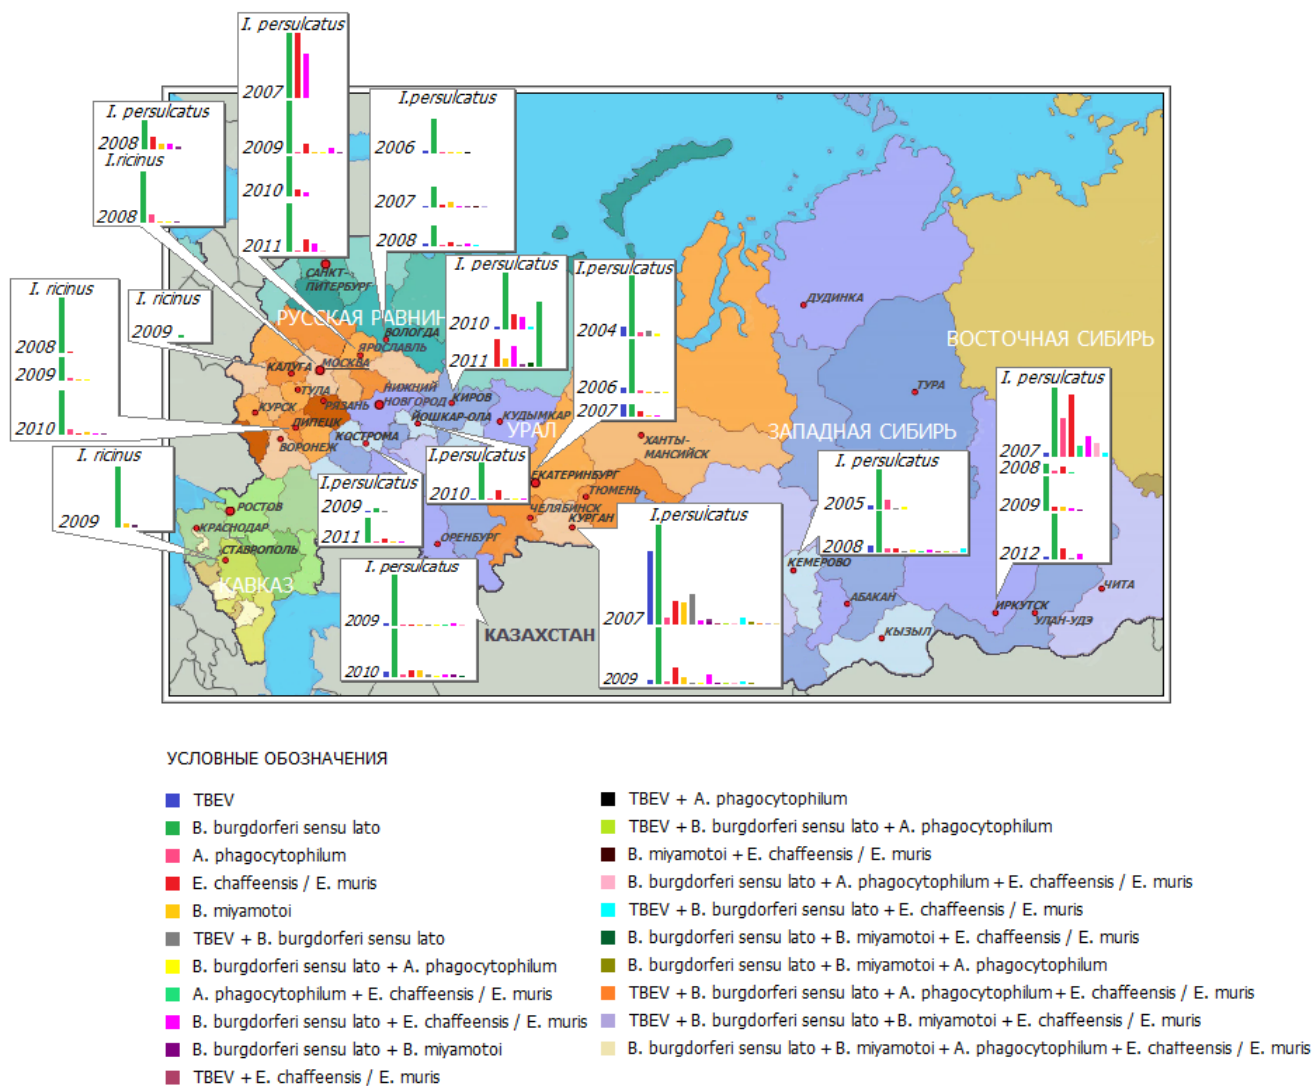 I. persulcatus
2007
2009
2010
2011
I. persulcatus
2008
I.ricinus
2008
I.persulcatus
2006
2007
2008
I. ricinus
2008
2009
2010
I. ricinus
2009
I. persulcatus
2010
2011
I.persulcatus
2004
2006
2007
I. persulcatus
2007
2008
2009
2012
I. ricinus
2009
I.persulcatus
2009
2011
I.persulcatus
2010
I. persulcatus
2005
2008
I. persulcatus
2009
2010
I.persulcatus
2007
2009
САНКТ-
ПИТЕРБУРГ
РУССКАЯ РАВНИН
ВОЛОГДА
ЯРОСЛАВЛЬ
КАЛУГА
МОСКВА
ТУЛА
РЯЗАНЬ
НИЖНИЙ
НОВГОРОД
КИРОВ
КУРСК
ЛИПЕЦК
ВОРОНЕЖ
КОСТРОМА
ЙОШКАР-ОЛА
КУДЫМКАР
УРАЛ
ЕКАТЕРИНБУРГ
ТЮМЕНЬ
ЧЕЛЯБИНСК
КУРГАН
ХАНТЫ-
МАНСИЙСК
ОРЕНБУРГ
РОСТОВ
КРАСНОДАР
СТАВРОПОЛЬ
КАВКАЗ
КАЗАХСТАН
ДУДИНКА
ВОСТОЧНАЯ СИБИРЬ
ТУРА
ЗАПАДНАЯ СИБИРЬ
КЕМЕРОВО
АБАКАН
КЫЗЫЛ
ИРКУТСК
УЛАН-УДЭ
ЧИТА
УСЛОВНЫЕ ОБОЗНАЧЕНИЯ
TBEV
B. burgdorferi sensu lato
A. phagocytophilum
E. chaffeensis / E. muris
B. miyamotoi
TBEV + B. burgdorferi sensu lato
B. burgdorferi sensu lato + A. phagocytophilum
A. phagocytophilum + E. chaffeensis / E. muris
B. burgdorferi sensu lato + E. chaffeensis / E. muris
B. burgdorferi sensu lato + B. miyamotoi
TBEV + E. chaffeensis / E. muris
TBEV + A. phagocytophilum
TBEV + B. burgdorferi sensu lato + A. phagocytophilum
B. miyamotoi + E. chaffeensis / E. muris
B. burgdorferi sensu lato + A. phagocytophilum + E. chaffeensis / E. muris
TBEV + B. burgdorferi sensu lato + E. chaffeensis / E. muris
B. burgdorferi sensu lato + B. miyamotoi + E. chaffeensis / E. muris
B. burgdorferi sensu lato + B. miyamotoi + A. phagocytophilum
TBEV + B. burgdorferi sensu lato + A. phagocytophilum + E. chaffeensis / E. muris
TBEV + B. burgdorferi sensu lato + B. miyamotoi + E. chaffeensis / E. muris
B. burgdorferi sensu lato + B. miyamotoi + A. phagocytophilum + E. chaffeensis / E. muris